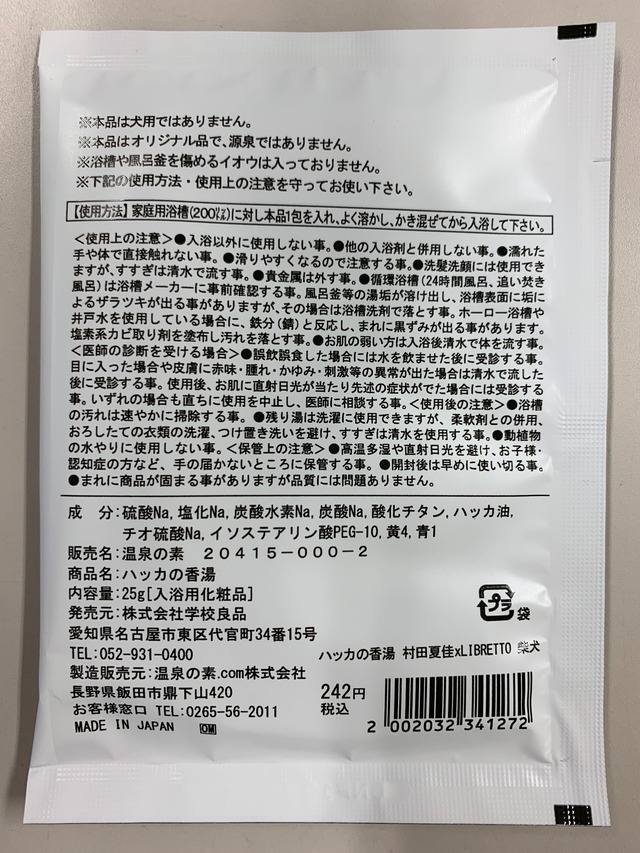 ※本品は犬用ではありません。
※本品はオリジナル品で、源泉ではありません。
※浴槽や風呂釜を傷めるイオウは入っておりません。
※下記の使用方法・使用上の注意を守ってお使い下さい。
【使用方法】家庭用浴槽(200㍑)に対し本品1包を入れ、よく溶かし、かき混ぜてから入浴して下さい。
＜使用上の注意＞●入浴以外に使用しない事。●他の入浴剤と併用しない事。●濡れた
手や体で直接触れない事。●滑りやすくなるので注意する事。●洗髪洗顔には使用でき
ますが、すすぎは清水で流す事。●貴金属は外す事。●循環浴槽(24時間風呂、追い焚き
風呂)は浴槽メーカーに事前確認する事。風呂釜等の湯垢が溶け出し、浴槽表面に垢に
よるザラツキが出る事がありますが、その場合は浴槽洗剤で落とす事。ホーロー浴槽や
井戸水を使用している場合に、鉄分(錆)と反応し、まれに黒ずみが出る事があります。
塩素系カビ取り剤を塗布し汚れを落とす事。●お肌の弱い方は入浴後清水で体を流す事。
＜医師の診断を受ける場合＞●誤飲誤食した場合には水を飲ませた後に受診する事。
目に入った場合や皮膚に赤味・腫れ・かゆみ・刺激等の異常が出た場合は清水で流した
後に受診する事。使用後、お肌に直射日光が当たり先述の症状がでた場合は受診する
事。いずれの場合も直ちに使用を中止し、医師に相談する事。＜使用後の注意＞●浴槽
の汚れは速やかに掃除する事。●残り湯は洗濯に使用できますが、柔軟剤との併用、
おろしたての衣類の洗濯、つけ置き洗いを避け、すすぎは清水を使用する事。●動植物
の水やりに使用しない事。＜保管上の注意＞●高温多湿や直射日光を避け、お子様・
認知症の方など、手の届かないところに保管する事。●開封後は早めに使い切る事。
●まれに商品が固まる事がありますが品質には問題ありません。
成 分:硫酸Na, 塩化Na, 炭酸水素Na, 炭酸Na, 酸化チタン, ハッカ油,
チオ硫酸Na, イソステアリン酸PEG-10, 黄4, 青1
販売名:温泉の素 20415-000-2
商品名:ハッカの香湯
内容量:25g[入浴用化粧品]
発売元:株式会社学校良品
愛知県名古屋市東区代官町34番15号
TEL:052-931-0400
製造販売元:温泉の素.com株式会社
長野県飯田市鼎下山420
お客様窓口 TEL:0265-56-2011
MADE IN JAPAN OM
プラ
袋
ハッカの香湯 村田夏佳xLIBRETTO 柴犬
242円
税込
2 002032 341272